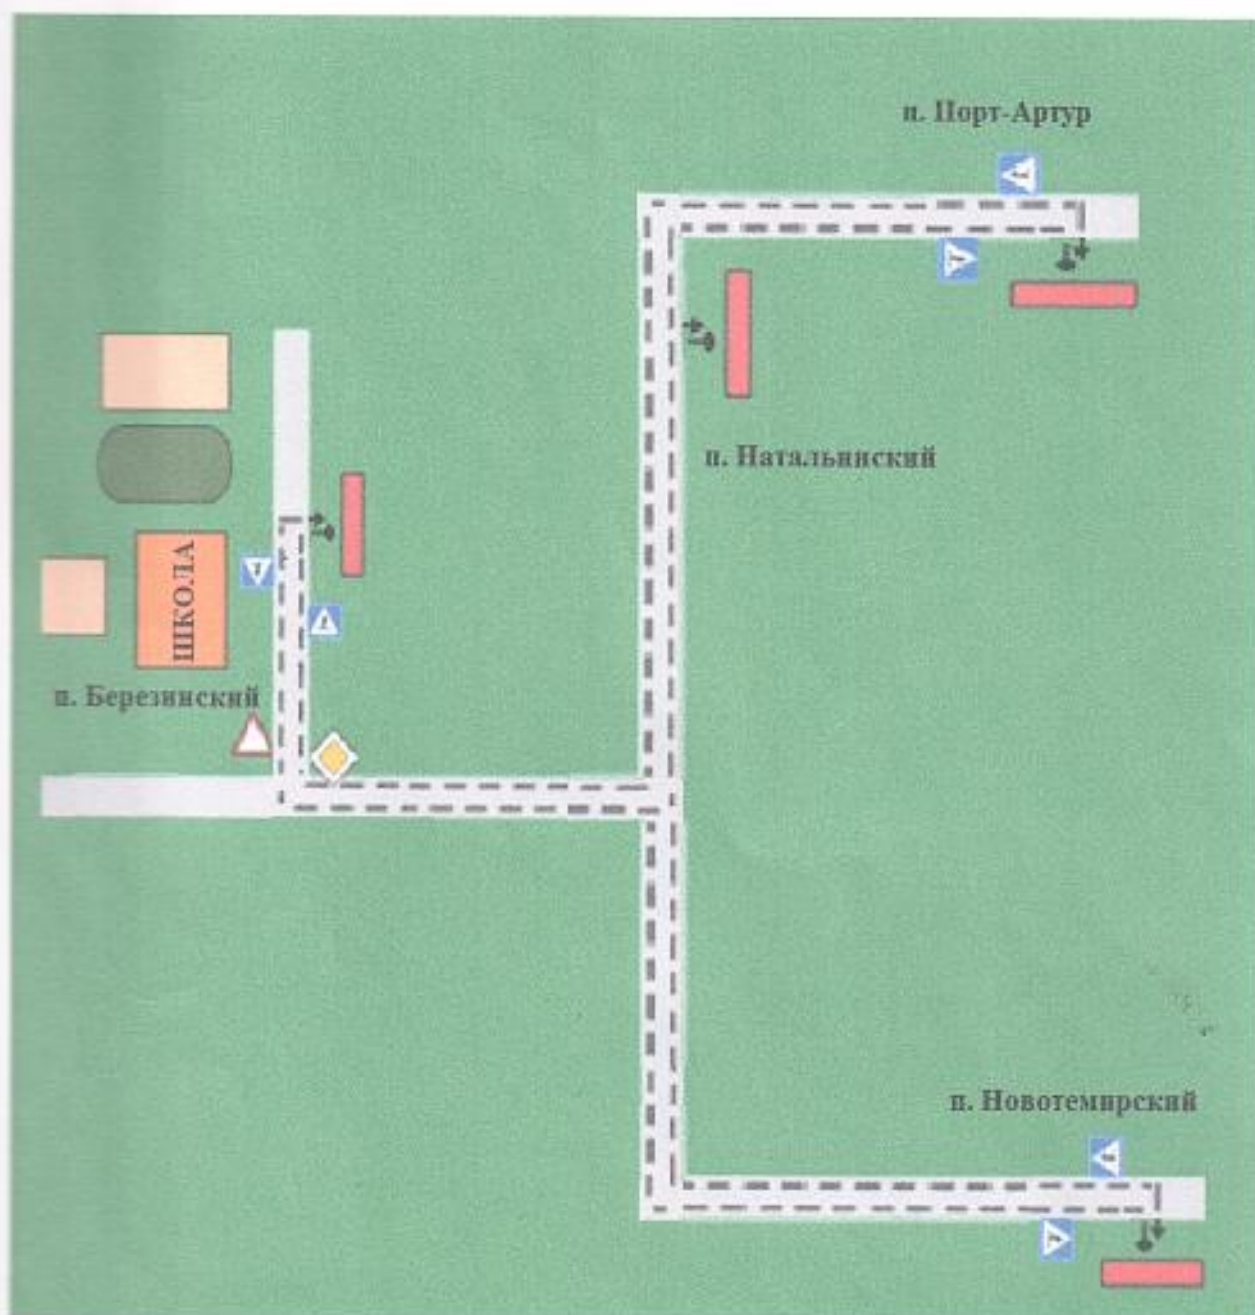 п. Порт-Артур
п. Натальинский
ШКОЛА
п. Березинский
п. Новотемирский